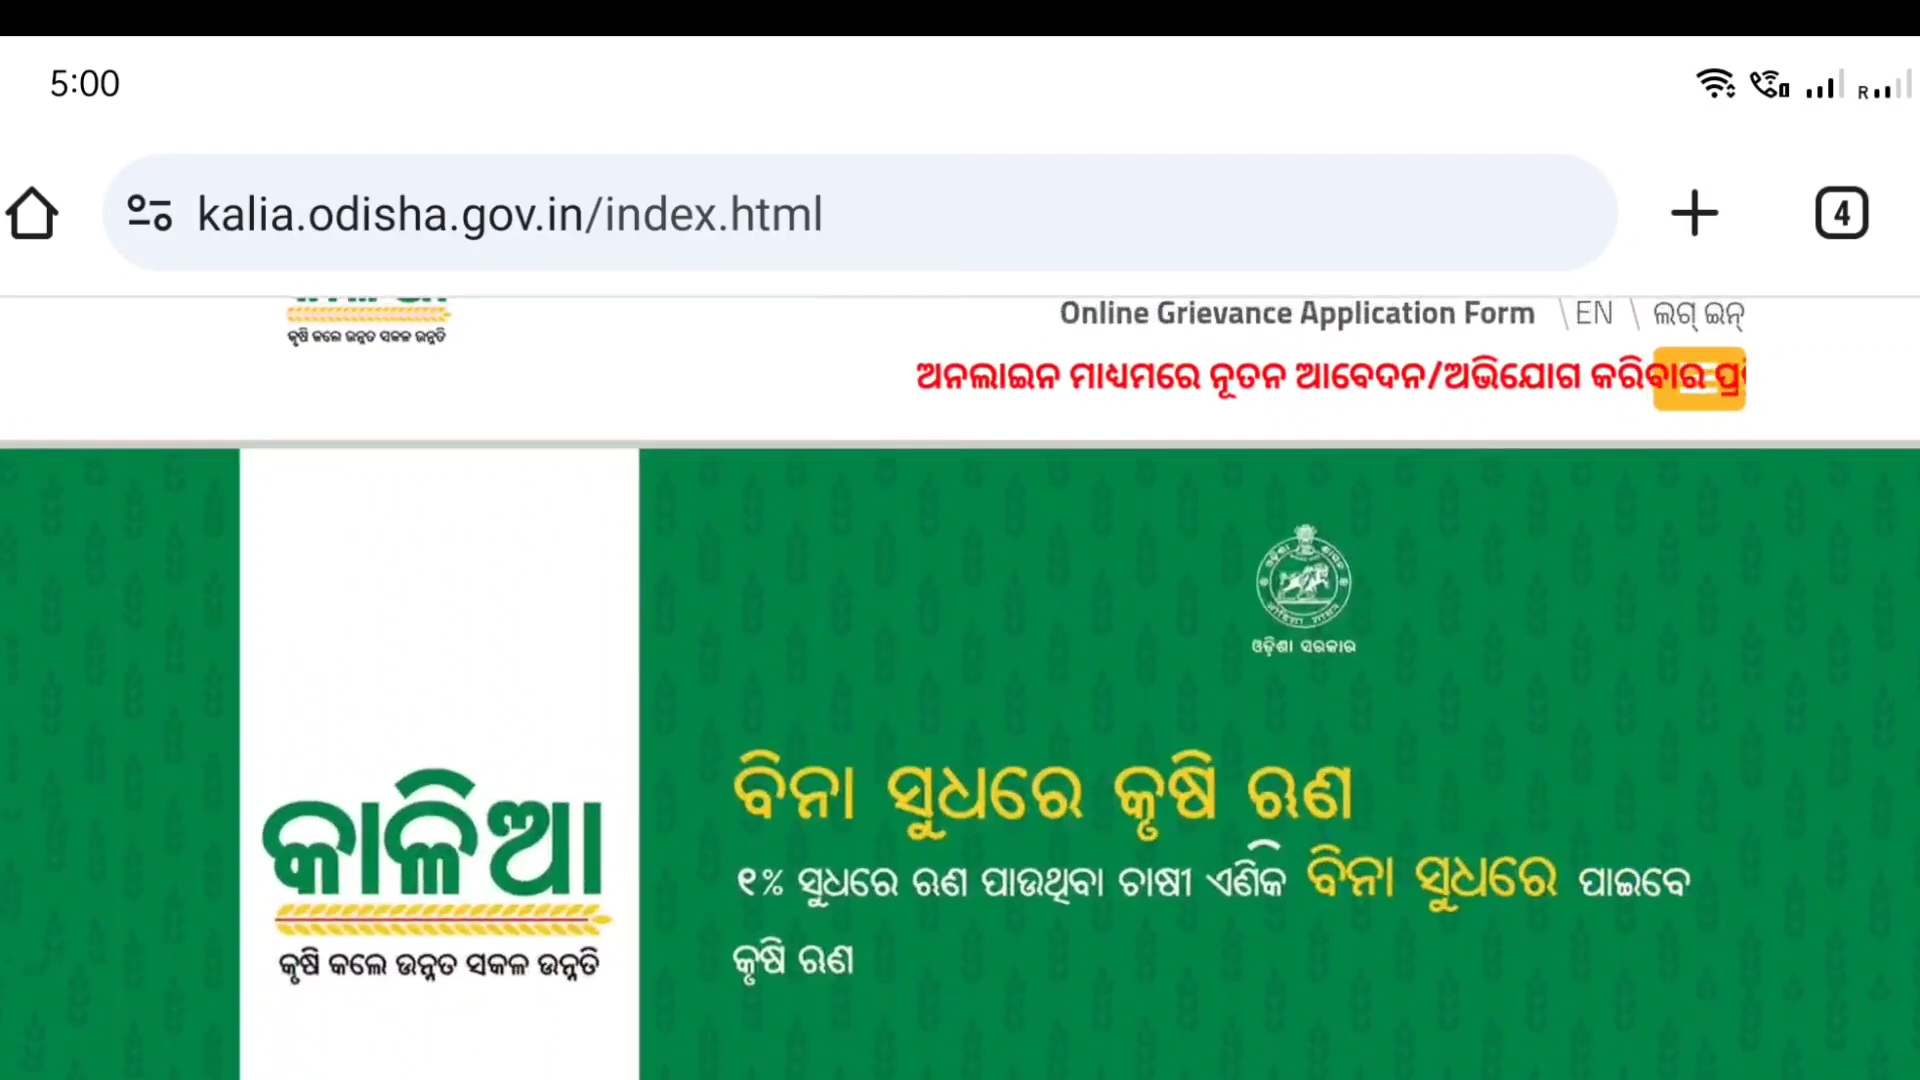 5:00
kalia.odisha.gov.in/index.html
4
R
କୃଷି କଲେ ଉନ୍ନତ ସକଳ ଉନ୍ନତି
Online Grievance Application Form \ EN \ ଲଗ୍ ଇନ୍
ଅନଲାଇନ ମାଧ୍ୟମରେ ନୂତନ ଆବେଦନ/ଅଭିଯୋଗ କରିବାର
ଓଡ଼ିଶା ସରକାର
କାଳିଆ
କୃଷି କଲେ ଉନ୍ନତ ସକଳ ଉନ୍ନତି
ବିନା ସୁଧରେ କୃଷି ଋଣ
୧% ସୁଧରେ ଋଣ ପାଉଥିବା ଚାଷୀ ଏଣିକି ବିନା ସୁଧରେ ପାଇବେ
କୃଷି ଋଣ